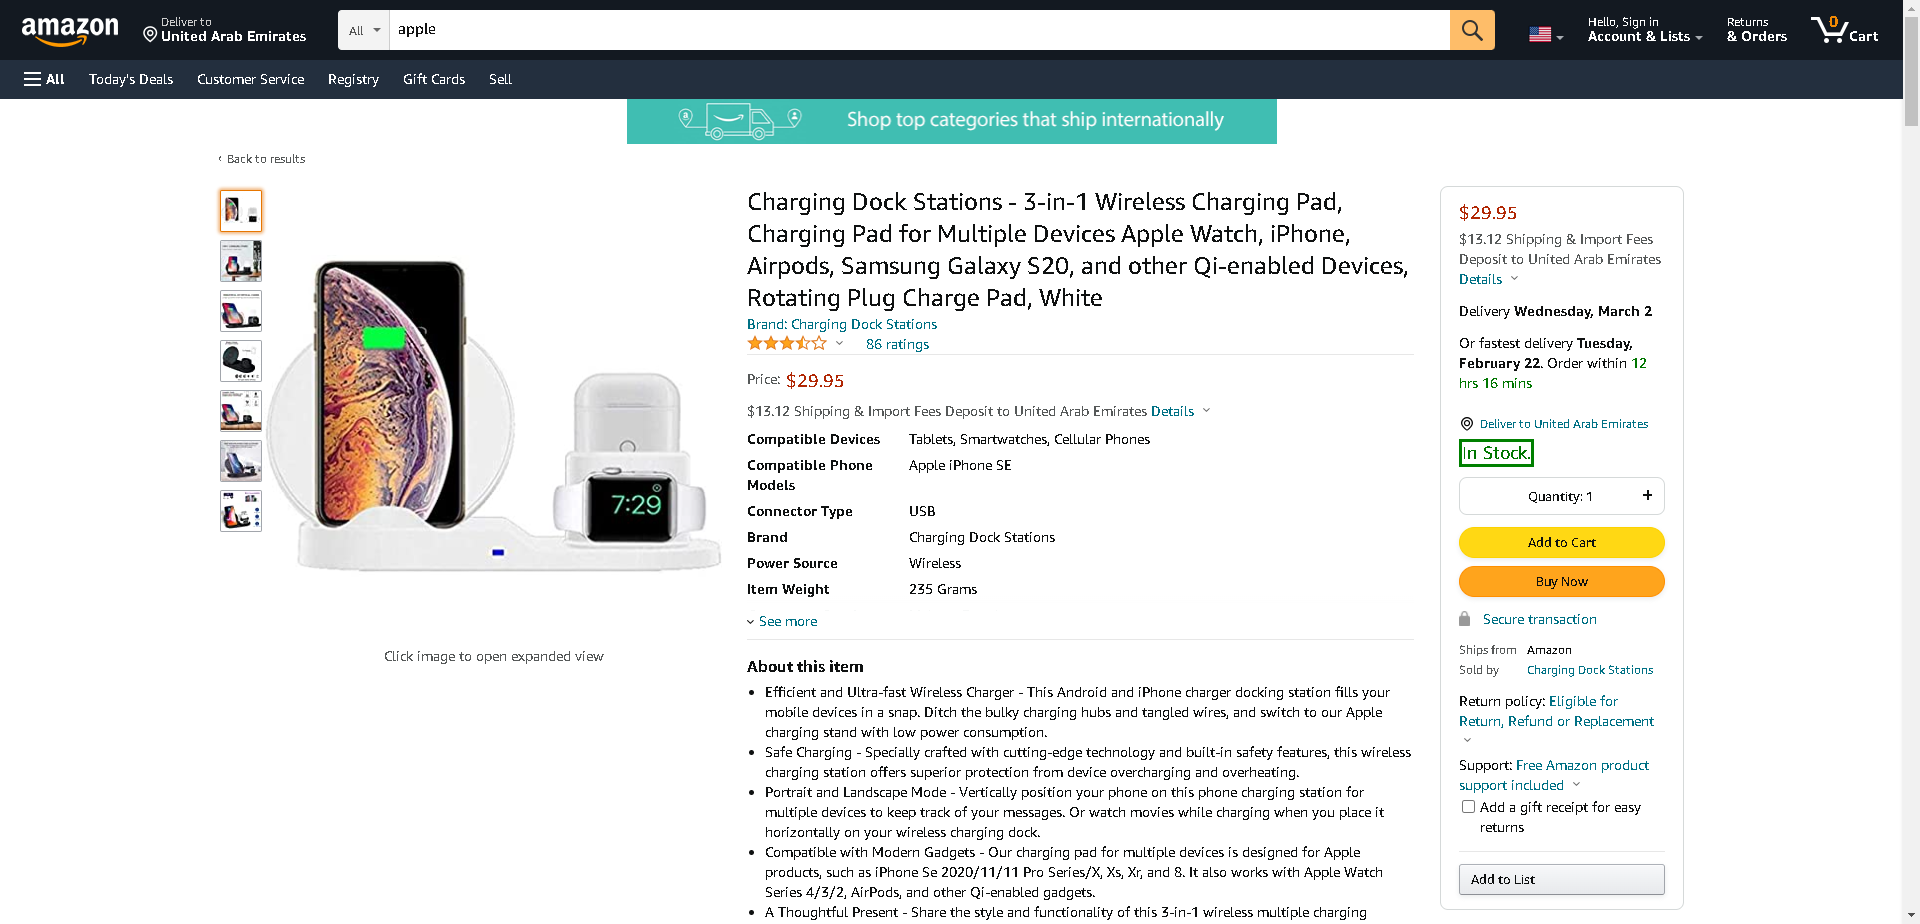 amazon
Deliver to
United Arab Emirates
All
apple
Hello, Sign in
Account & Lists
Returns
& Orders
0
Cart
All
Today's Deals
Customer Service
Registry
Gift Cards
Sell
Shop top categories that ship internationally
‹ Back to results
7:29
Click image to open expanded view
Charging Dock Stations - 3-in-1 Wireless Charging Pad,
Charging Pad for Multiple Devices Apple Watch, iPhone,
Airpods, Samsung Galaxy S20, and other Qi-enabled Devices,
Rotating Plug Charge Pad, White
Brand: Charging Dock Stations
86 ratings
Price: $29.95
$13.12 Shipping & Import Fees Deposit to United Arab Emirates Details
Compatible Devices Tablets, Smartwatches, Cellular Phones
Compatible Phone Models Apple iPhone SE
Connector Type USB
Brand Charging Dock Stations
Power Source Wireless
Item Weight 235 Grams
See more
About this item
• Efficient and Ultra-fast Wireless Charger - This Android and iPhone charger docking station fills your
mobile devices in a snap. Ditch the bulky charging hubs and tangled wires, and switch to our Apple
charging stand with low power consumption.
• Safe Charging - Specially crafted with cutting-edge technology and built-in safety features, this wireless
charging station offers superior protection from device overcharging and overheating.
• Portrait and Landscape Mode - Vertically position your phone on this phone charging station for
multiple devices to keep track of your messages. Or watch movies while charging when you place it
horizontally on your wireless charging dock.
• Compatible with Modern Gadgets - Our charging pad for multiple devices is designed for Apple
products, such as iPhone Se 2020/11/11 Pro Series/X, Xs, Xr, and 8. It also works with Apple Watch
Series 4/3/2, AirPods, and other Qi-enabled gadgets.
• A Thoughtful Present - Share the style and functionality of this 3-in-1 wireless multiple charging
$29.95
$13.12 Shipping & Import Fees
Deposit to United Arab Emirates
Details
Delivery Wednesday, March 2
Or fastest delivery Tuesday,
February 22. Order within 12
hrs 16 mins
Deliver to United Arab Emirates
In Stock.
Quantity: 1 +
Add to Cart
Buy Now
Secure transaction
Ships from Amazon
Sold by Charging Dock Stations
Return policy: Eligible for
Return, Refund or Replacement
Support: Free Amazon product
support included
Add a gift receipt for easy
returns
Add to List